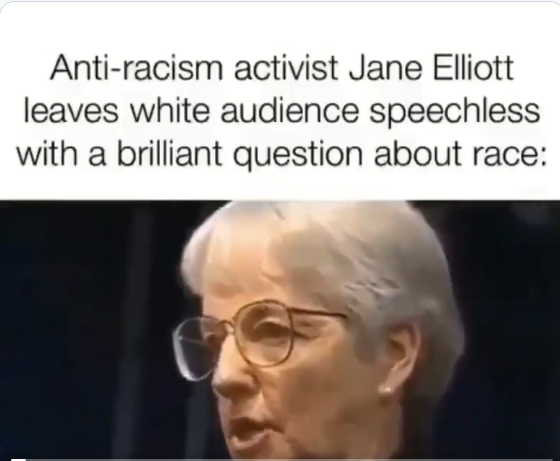 Anti-racism activist Jane Elliott
leaves white audience speechless
with a brilliant question about race: